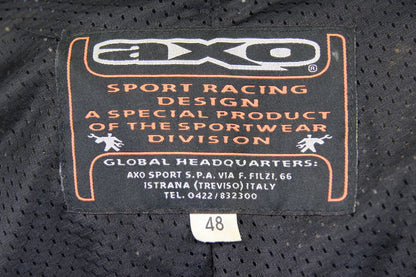 axo®
SPORT RACING
DESIGN
A SPECIAL PRODUCT
OF THE SPORTWEAR
DIVISION
GLOBAL HEADQUARTERS:
AXO SPORT S.P.A. VIA F. FILZI, 66
ISTRANA (TREVISO) ITALY
TEL. 0422/832300
48